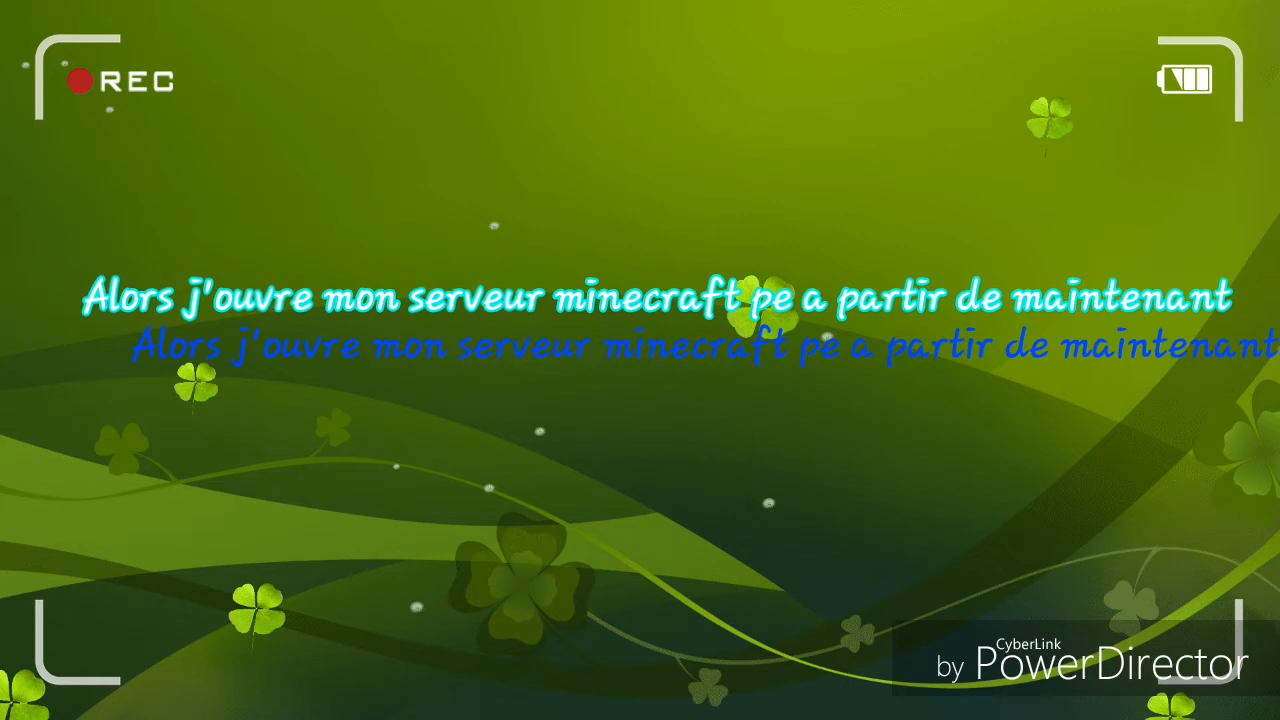 REC
Alors j'ouvre mon serveur minecraft pe a partir de maintenant
Alors j'ouvre mon serveur minecraft pe a partir de maintenant
CyberLink
by PowerDirector